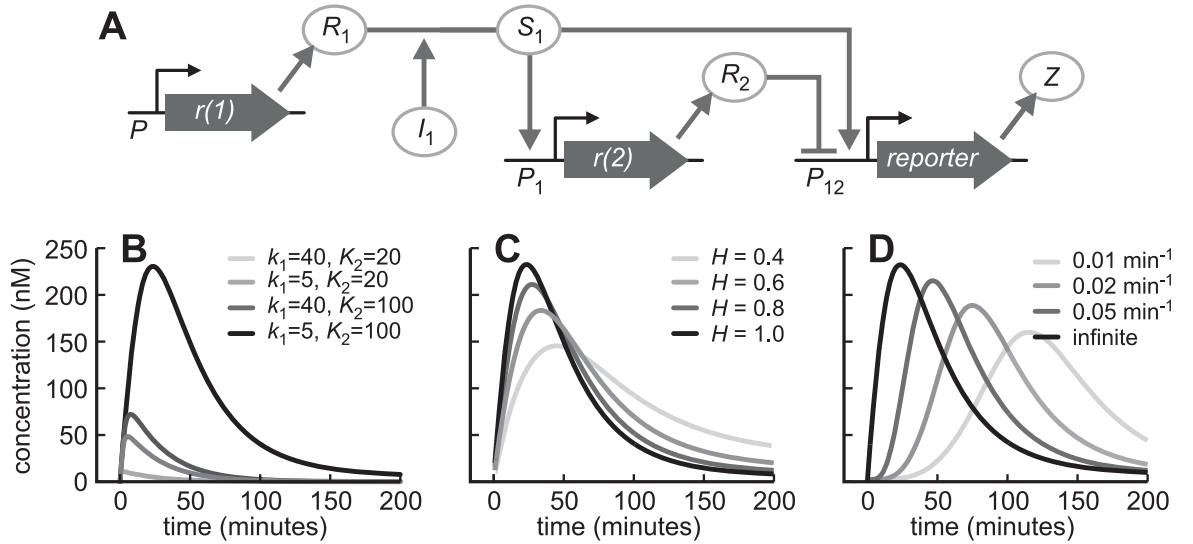 A
R1
S1
R2
Z
I1
P
r(1)
P1
r(2)
P12
reporter
B
k1=40, K2=20
k1=5, K2=20
k1=40, K2=100
k1=5, K2=100
250
200
150
100
50
0
concentration (nM)
0 50 100 150 200
time (minutes)
C
H = 0.4
H = 0.6
H = 0.8
H = 1.0
0 50 100 150 200
time (minutes)
D
0.01 min-1
0.02 min-1
0.05 min-1
infinite
0 50 100 150 200
time (minutes)